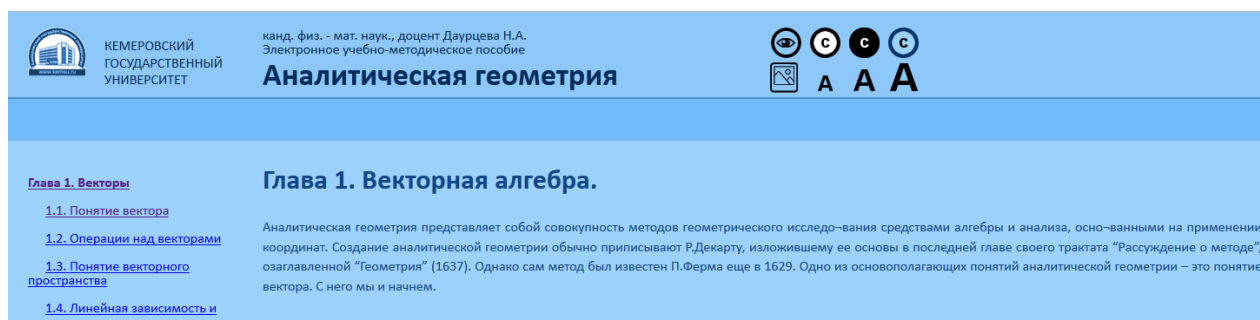 КЕМЕРОВСКИЙ
ГОСУДАРСТВЕННЫЙ
УНИВЕРСИТЕТ
www.kemsu.ru
канд. физ. - мат. наук., доцент Даурцева Н.А.
Электронное учебно-методическое пособие
Аналитическая геометрия
C C C
A A A
Глава 1. Векторы
1.1. Понятие вектора
1.2. Операции над векторами
1.3. Понятие векторного
пространства
1.4. Линейная зависимость и
Глава 1. Векторная алгебра.
Аналитическая геометрия представляет собой совокупность методов геометрического исследо¬вания средствами алгебры и анализа, осно¬ванными на применении
координат. Создание аналитической геометрии обычно приписывают Р.Декарту, изложившему ее основы в последней главе своего трактата “Рассуждение о методе”,
озаглавленной “Геометрия” (1637). Однако сам метод был известен П.Ферма еще в 1629. Одно из основополагающих понятий аналитической геометрии – это понятие
вектора. С него мы и начнем.